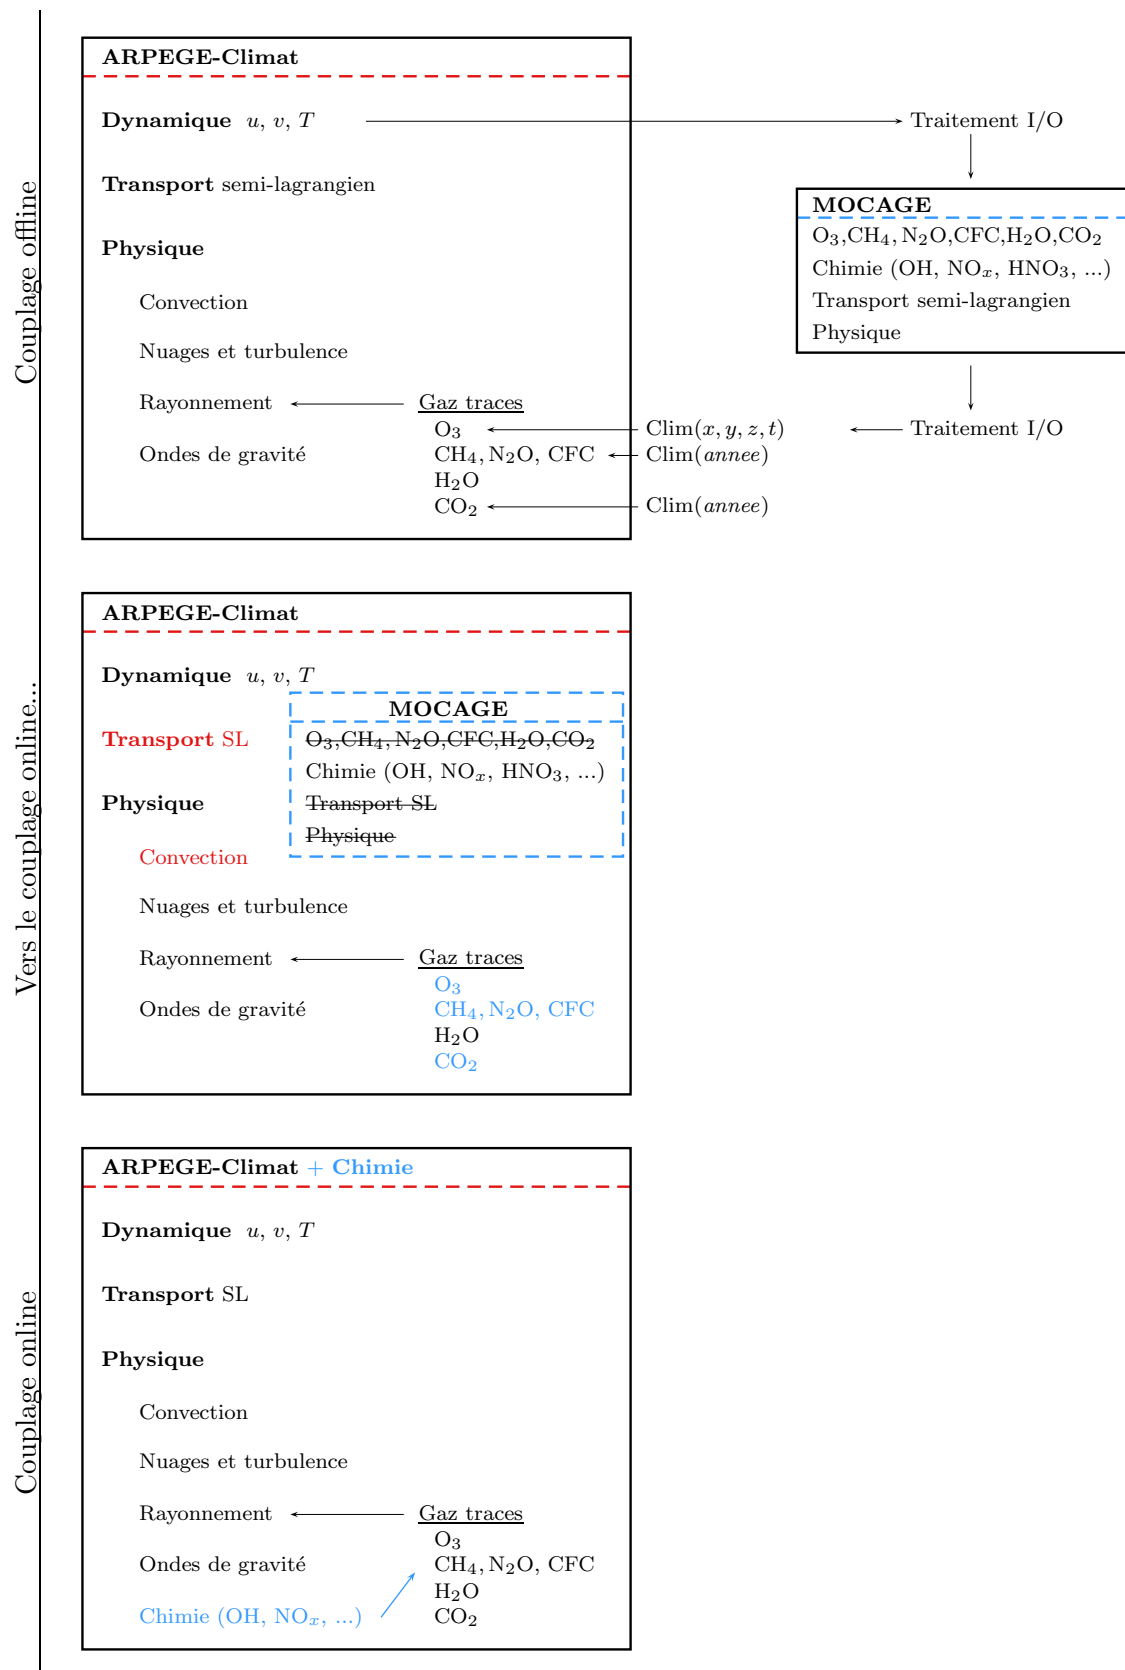 Couplage offline
ARPEGE-Climat
Dynamique u, v, T
Traitement I/O
Transport semi-lagrangien
MOCAGE
O₃,CH₄,N₂O,CFC,H₂O,CO₂
Chimie (OH, NOₓ, HNO₃, ...)
Transport semi-lagrangien
Physique
Physique
Convection
Nuages et turbulence
Rayonnement
Gaz traces
O₃
Clim(x, y, z, t)
Traitement I/O
Ondes de gravité
CH₄, N₂O, CFC
Clim(annee)
H₂O
CO₂
Clim(annee)
Vers le couplage online...
ARPEGE-Climat
Dynamique u, v, T
MOCAGE
O₃,CH₄,N₂O,CFC,H₂O,CO₂
Chimie (OH, NOₓ, HNO₃, ...)
Transport SL
Physique
Transport SL
Physique
Convection
Nuages et turbulence
Rayonnement
Gaz traces
O₃
Ondes de gravité
CH₄, N₂O, CFC
H₂O
CO₂
Couplage online
ARPEGE-Climat + Chimie
Dynamique u, v, T
Transport SL
Physique
Convection
Nuages et turbulence
Rayonnement
Gaz traces
O₃
Ondes de gravité
CH₄, N₂O, CFC
H₂O
Chimie (OH, NOₓ, ...)
CO₂